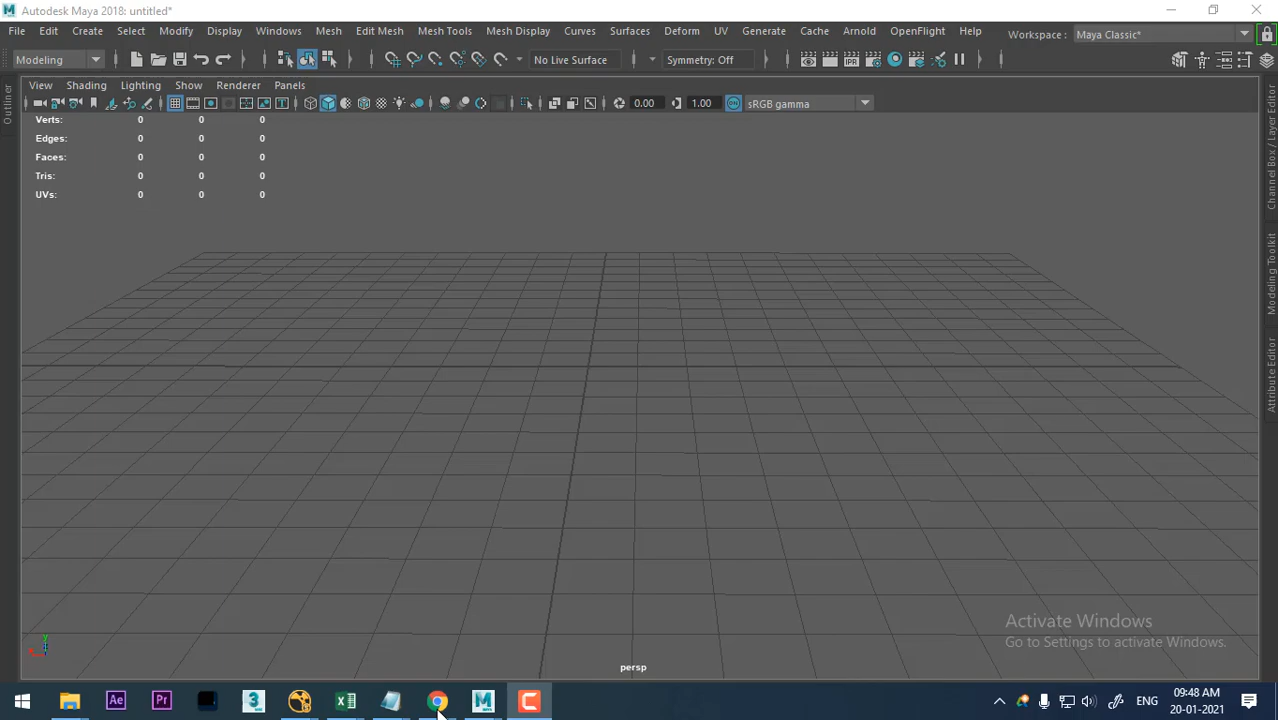 Autodesk Maya 2018: untitled*
File Edit Create Select Modify Display Windows Mesh Edit Mesh Mesh Tools Mesh Display Curves Surfaces Deform UV Generate Cache Arnold OpenFlight Help Workspace : Maya Classic*
Modeling No Live Surface Symmetry: Off
View Shading Lighting Show Renderer Panels
0.00 1.00 ON sRGB gamma
Verts: 0 0 0
Edges: 0 0 0
Faces: 0 0 0
Tris: 0 0 0
UVs: 0 0 0
Outliner
Channel Box / Layer Editor
Modeling Toolkit
Attribute Editor
Activate Windows
Go to Settings to activate Windows.
y
persp
Ae Pr 3 M C ENG 09:48 AM
20-01-2021